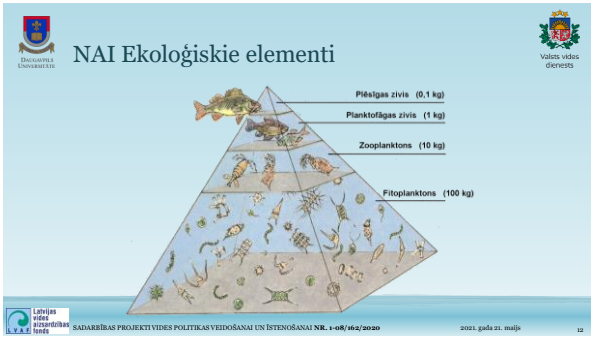 DAUGAVPILS
UNIVERSITĀTE
NAI Ekoloģiskie elementi
Valsts vides
dienests
Plēsīgas zivis (0,1 kg)
Planktofāgas zivis (1 kg)
Zooplanktons (10 kg)
Fitoplanktons (100 kg)
LVAF
Latvijas
vides
aizsardzības
fonds
SADARBĪBAS PROJEKTI VIDES POLITIKAS VEIDOŠANAI UN ĪSTENOŠANAI NR. 1-08/162/2020
2021. gada 21. maijs
12